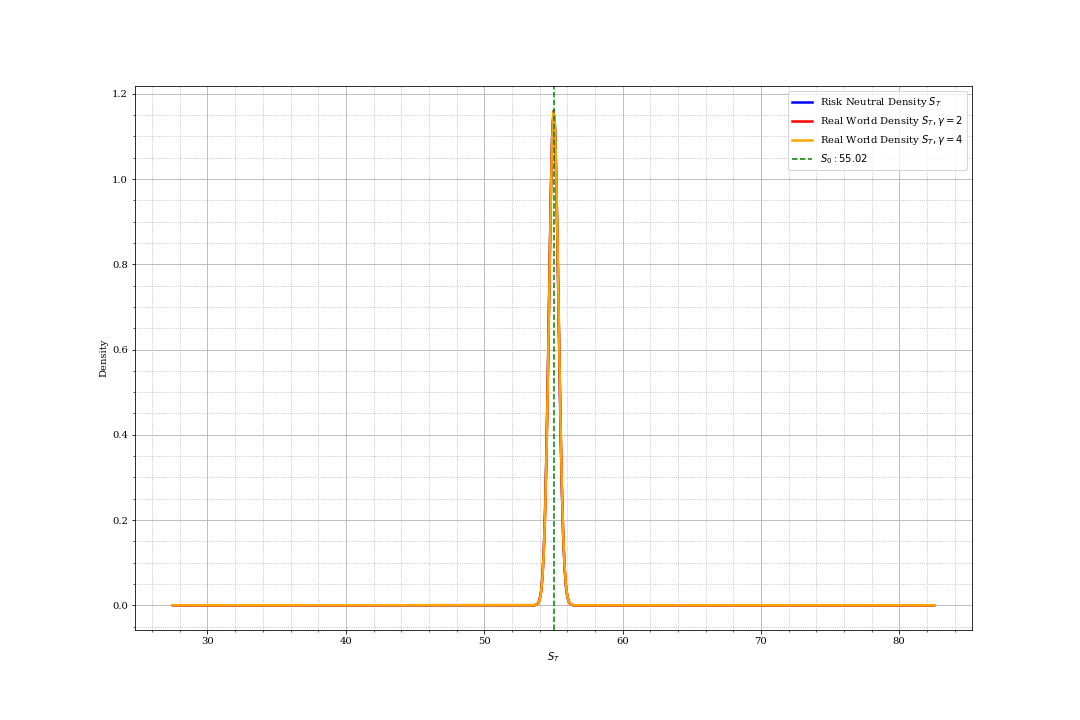 1.2
1.0
0.8
0.6
0.4
0.2
0.0
Density
30
40
50
60
70
80
S_T
Risk Neutral Density S_T
Real World Density S_T, γ = 2
Real World Density S_T, γ = 4
S_0 : 55.02